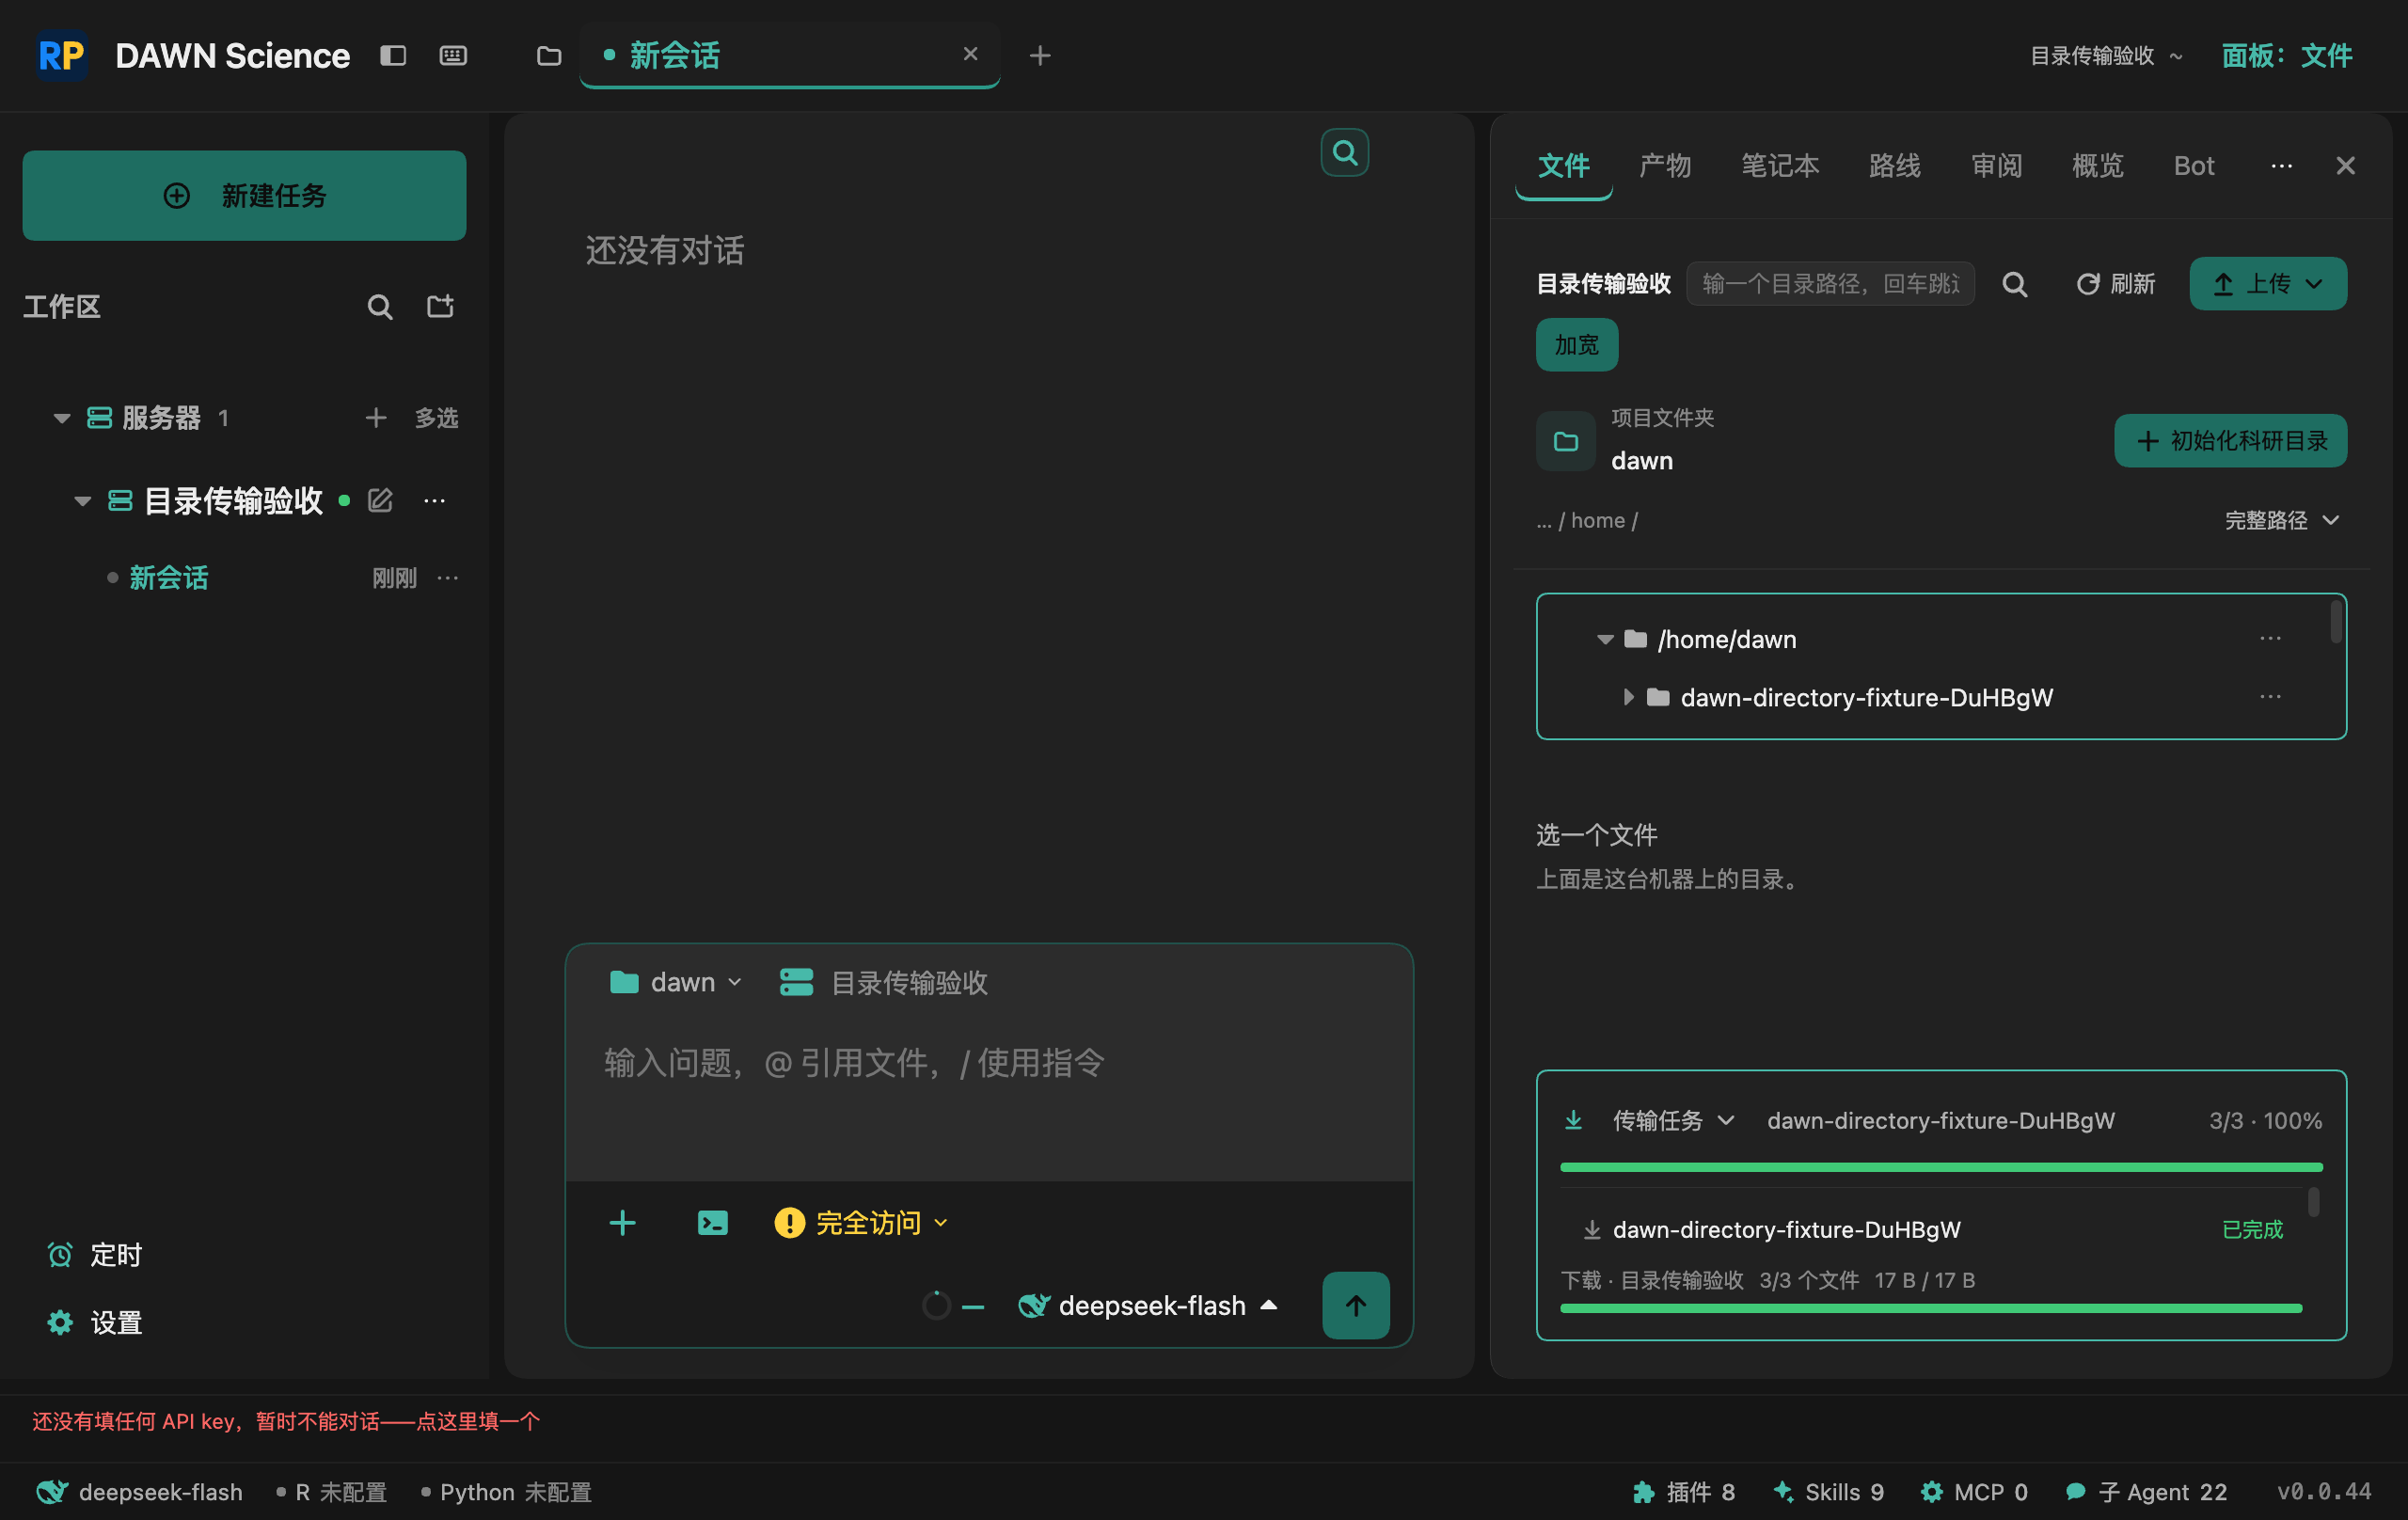 RP DAWN Science
新会话
目录传输验收 ~
面板：文件
新建任务
工作区
服务器 1
多选
目录传输验收
新会话
刚刚
定时
设置
还没有对话
dawn
目录传输验收
输入问题，@ 引用文件，/ 使用指令
完全访问
deepseek-flash
文件 产物 笔记本 路线 审阅 概览 Bot
目录传输验收
输一个目录路径，回车跳
刷新
上传
加宽
项目文件夹
dawn
初始化科研目录
... / home /
完整路径
/home/dawn
dawn-directory-fixture-DuHBgW
选一个文件
上面是这台机器上的目录。
传输任务
dawn-directory-fixture-DuHBgW
3/3 · 100%
dawn-directory-fixture-DuHBgW
已完成
下载 · 目录传输验收 3/3 个文件 17 B / 17 B
还没有填任何 API key，暂时不能对话——点这里填一个
deepseek-flash
R 未配置
Python 未配置
插件 8
Skills 9
MCP 0
子 Agent 22
v0.0.44